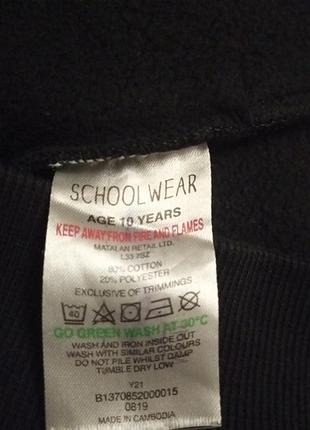 SCHOOLWEAR
AGE 10 YEARS
KEEP AWAY FROM FIRE AND FLAMES
MATALAN RETAIL LTD.
L33 7SZ
80% COTTON
20% POLYESTER
EXCLUSIVE OF TRIMMINGS
40
GO GREEN WASH AT 30°C
WASH AND IRON INSIDE OUT
WASH WITH SIMILAR COLOURS
DO NOT PILE WHILST DAMP
TUMBLE DRY LOW
Y21
B1370852000015
0819
MADE IN CAMBODIA